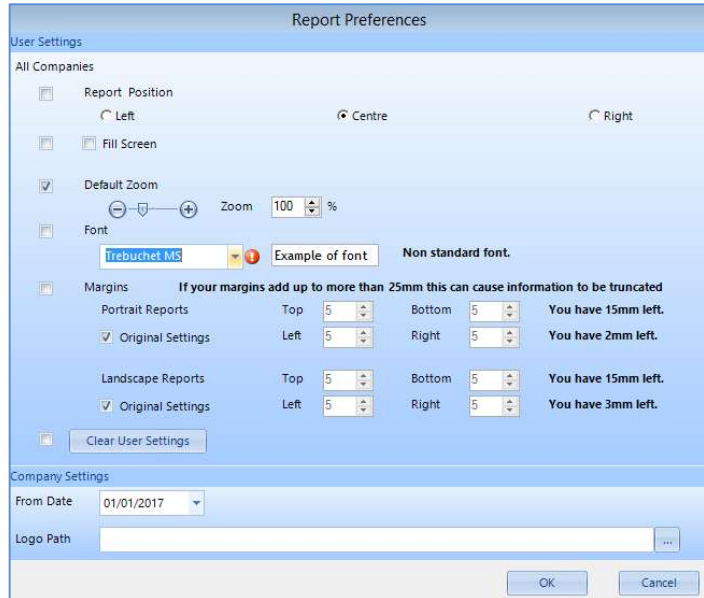 Report Preferences
User Settings
All Companies
Report Position
Left Centre Right
Fill Screen
Default Zoom
Zoom 100 %
Font
Trebuchet MS Example of font Non standard font.
Margins If your margins add up to more than 25mm this can cause information to be truncated
Portrait Reports Top 5 Bottom 5 You have 15mm left.
Original Settings Left 5 Right 5 You have 2mm left.
Landscape Reports Top 5 Bottom 5 You have 15mm left.
Original Settings Left 5 Right 5 You have 3mm left.
Clear User Settings
Company Settings
From Date 01/01/2017
Logo Path ...
OK Cancel